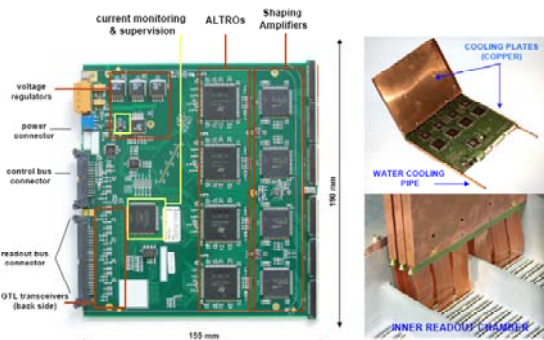 current monitoring
& supervision
ALTROs
Shaping
Amplifiers
voltage
regulators
power
connector
control bus
connector
readout bus
connector
GTL transceivers
(back side)
190 mm
155 mm
COOLING PLATES
(COPPER)
WATER COOLING
PIPE
INNER READOUT CHAMBER